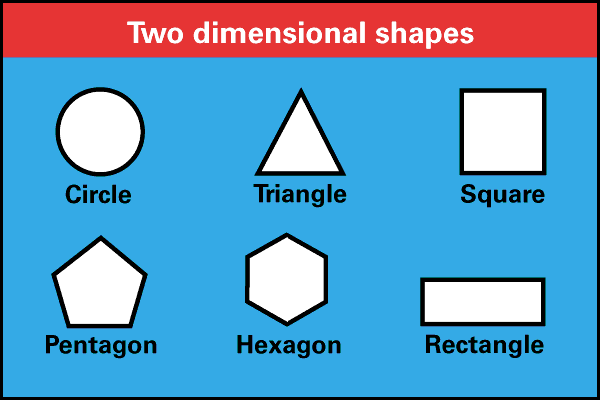 Two dimensional shapes
Circle
Triangle
Square
Pentagon
Hexagon
Rectangle